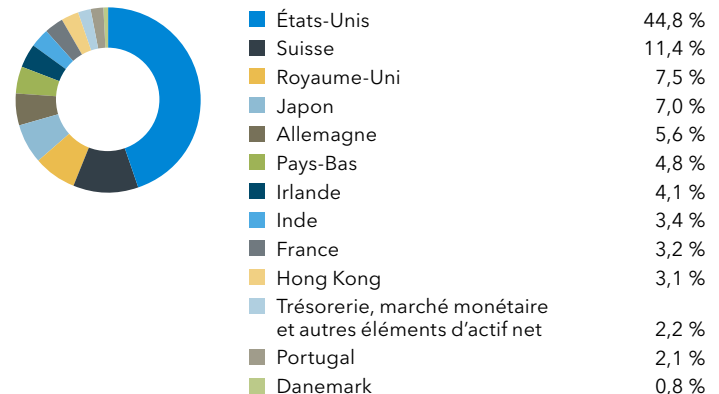 États-Unis 44,8 %
Suisse 11,4 %
Royaume-Uni 7,5 %
Japon 7,0 %
Allemagne 5,6 %
Pays-Bas 4,8 %
Irlande 4,1 %
Inde 3,4 %
France 3,2 %
Hong Kong 3,1 %
Trésorerie, marché monétaire
et autres éléments d’actif net 2,2 %
Portugal 2,1 %
Danemark 0,8 %